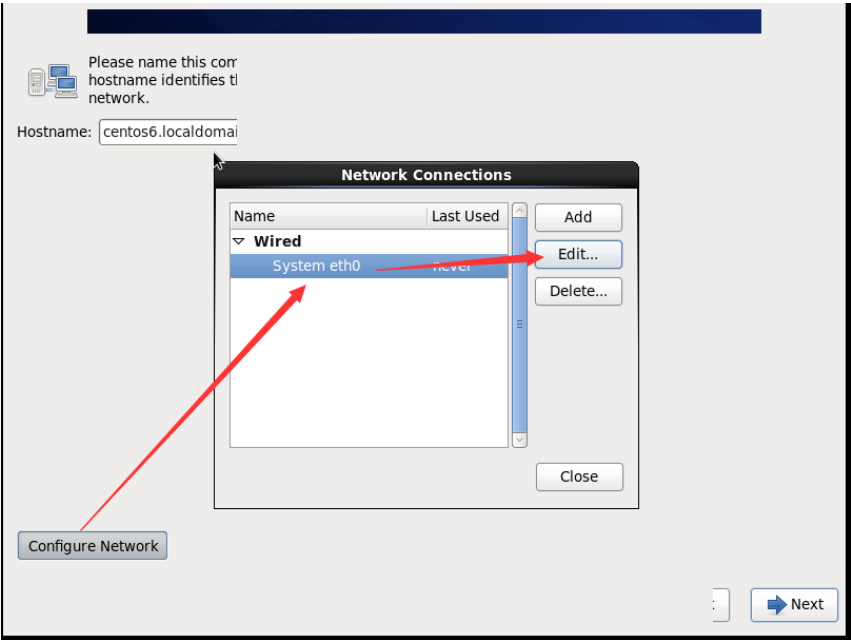 Please name this com
hostname identifies t
network.
Hostname: centos6.localdomai
Network Connections
Name Last Used
Wired
System eth0 never
Add
Edit...
Delete...
Close
Configure Network
Next